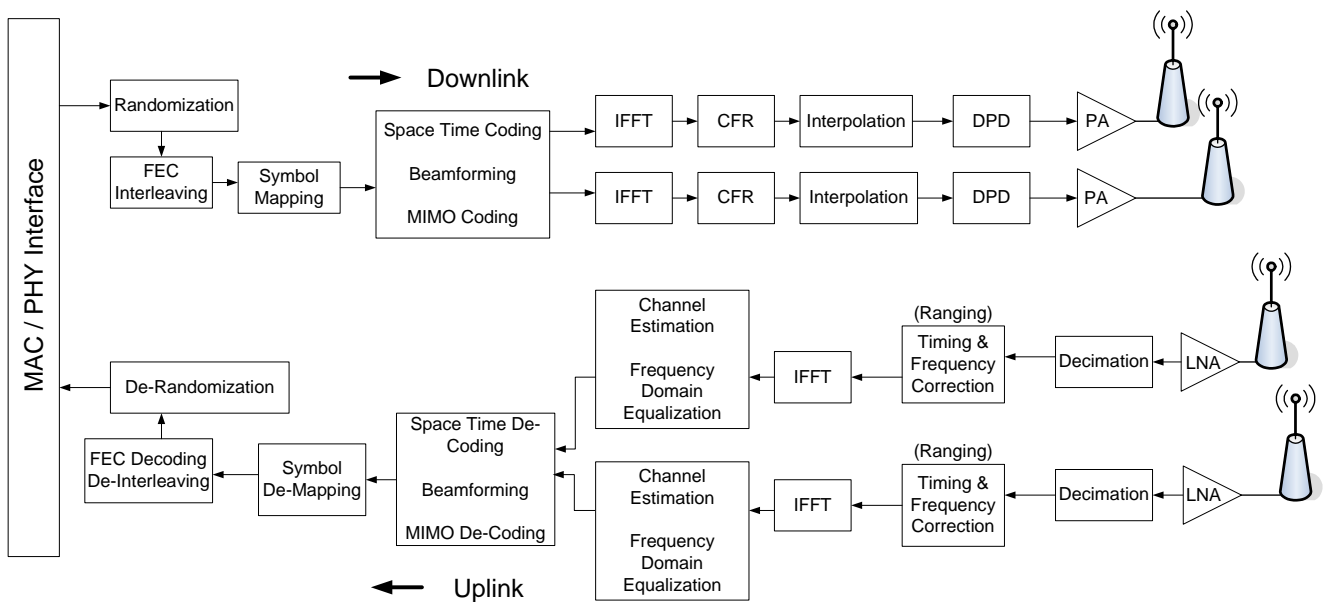 MAC / PHY Interface
Downlink
Randomization
FEC
Interleaving
Symbol
Mapping
Space Time Coding
Beamforming
MIMO Coding
IFFT
CFR
Interpolation
DPD
PA
IFFT
CFR
Interpolation
DPD
PA
De-Randomization
FEC Decoding
De-Interleaving
Symbol
De-Mapping
Space Time De-
Coding
Beamforming
MIMO De-Coding
Channel
Estimation
Frequency
Domain
Equalization
IFFT
(Ranging)
Timing &
Frequency
Correction
Decimation
LNA
Channel
Estimation
Frequency
Domain
Equalization
IFFT
(Ranging)
Timing &
Frequency
Correction
Decimation
LNA
Uplink